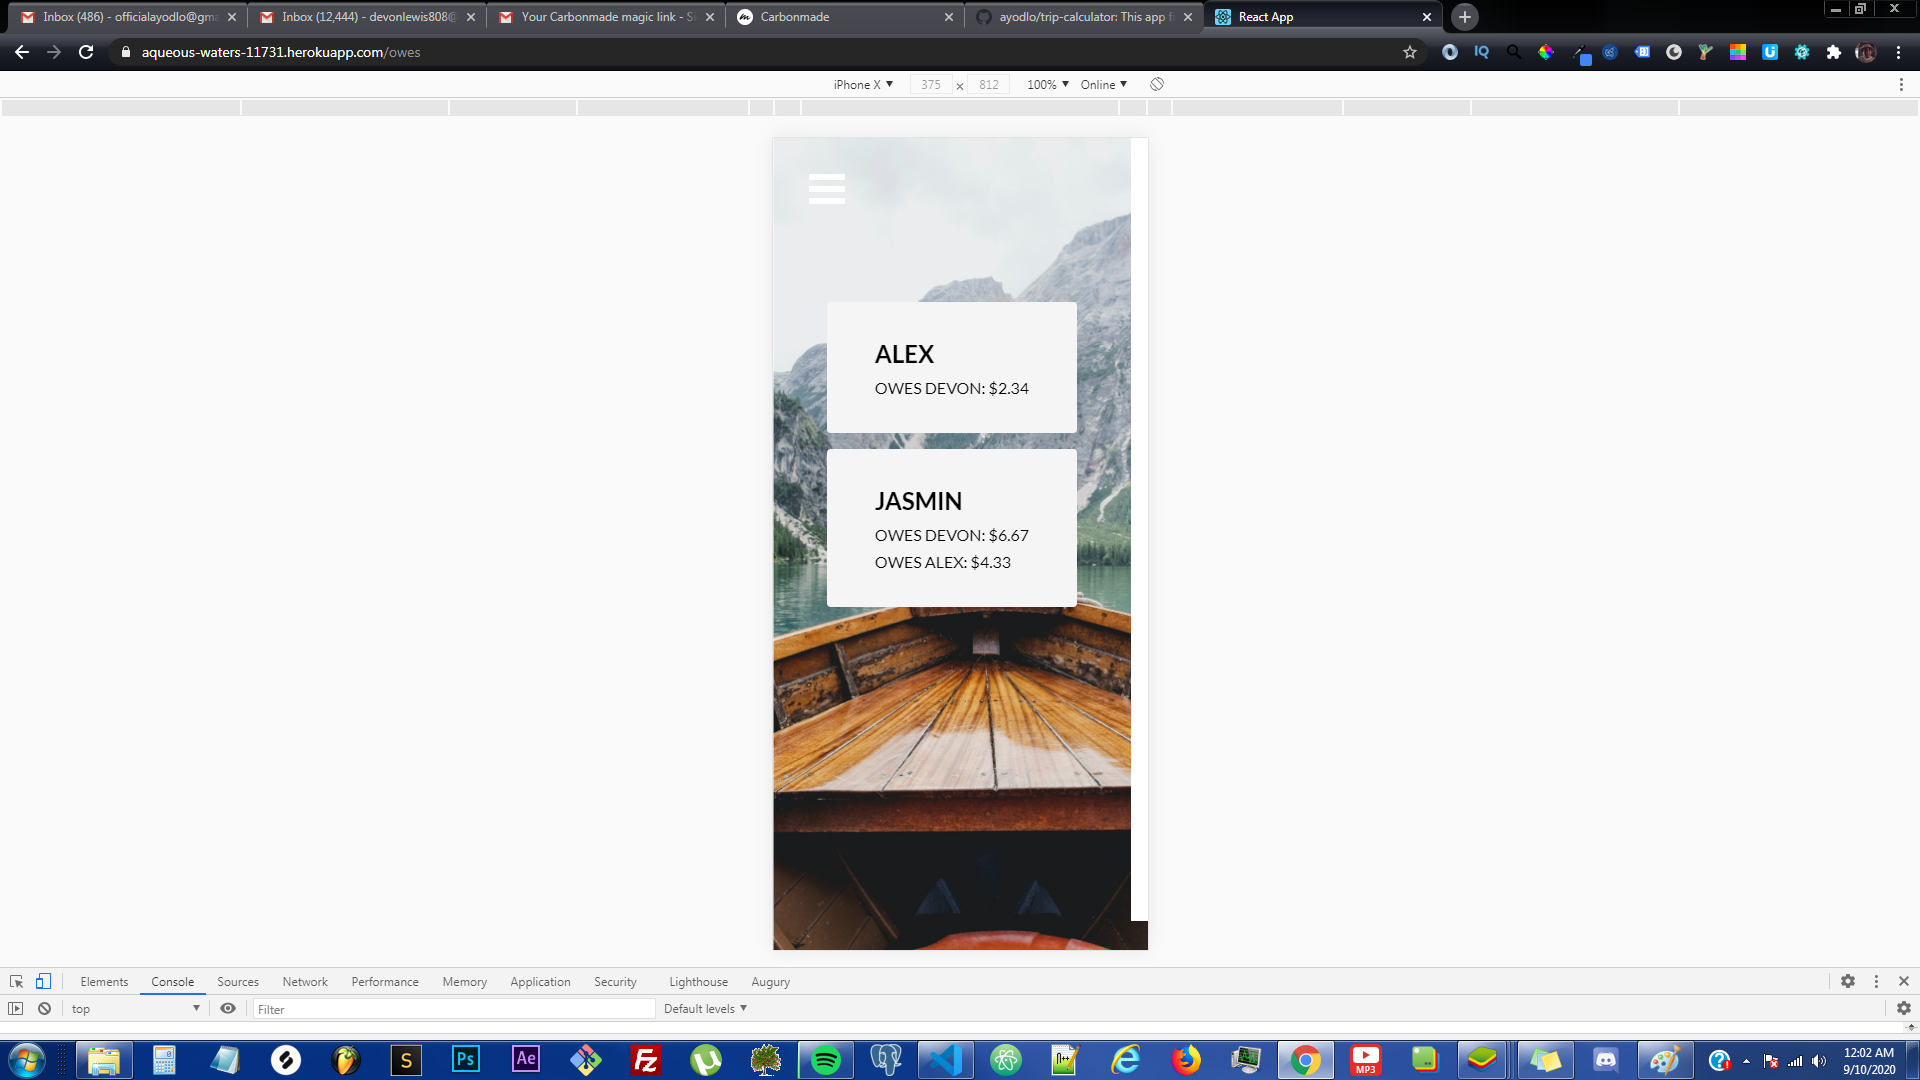 Inbox (486) - officialayodlo@gma
Inbox (12,444) - devonlewis808@
Your Carbonmade magic link - Si
Carbonmade
ayodlo/trip-calculator: This app fi
React App
aqueous-waters-11731.herokuapp.com/owes
iPhone X 375 x 812 100% Online
ALEX
OWES DEVON: $2.34
JASMIN
OWES DEVON: $6.67
OWES ALEX: $4.33
Elements Console Sources Network Performance Memory Application Security Lighthouse Augury
top Filter Default levels
12:02 AM
9/10/2020